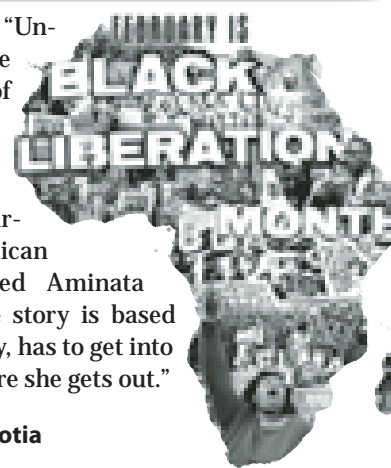 “Un-
e
of
r-
ican
ed Aminata
story is based
y, has to get into
re she gets out.”
otia
FEBRUARY IS
BLACK
LIBERATION
MONTH